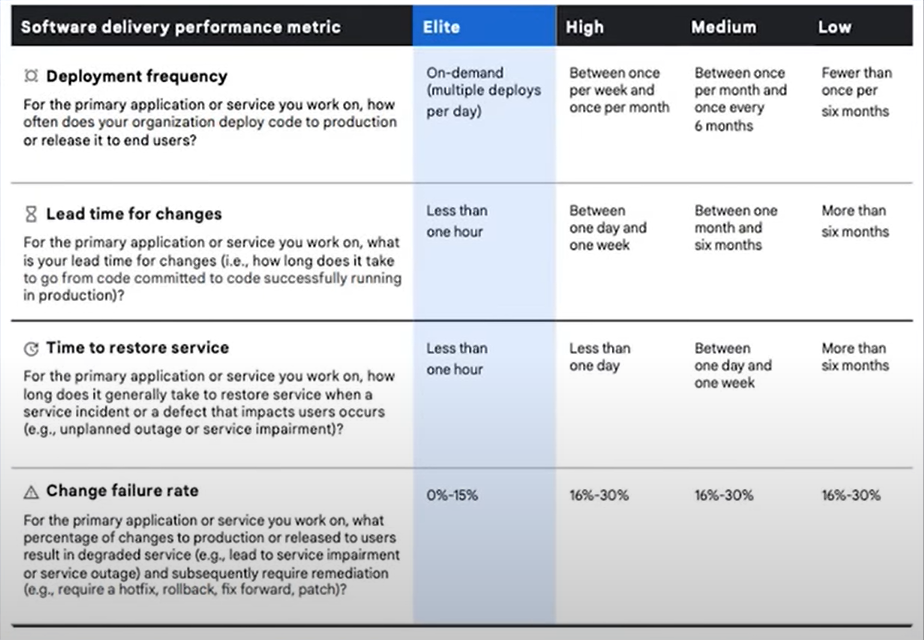 Software delivery performance metric Elite High Medium Low
Deployment frequency
For the primary application or service you work on, how
often does your organization deploy code to production
or release it to end users?
On-demand
(multiple deploys
per day)
Between once
per week and
once per month
Between once
per month and
once every
6 months
Fewer than
once per
six months
Lead time for changes
For the primary application or service you work on, what
is your lead time for changes (i.e., how long does it take
to go from code committed to code successfully running
in production)?
Less than
one hour
Between
one day and
one week
Between one
month and
six months
More than
six months
Time to restore service
For the primary application or service you work on, how
long does it generally take to restore service when a
service incident or a defect that impacts users occurs
(e.g., unplanned outage or service impairment)?
Less than
one hour
Less than
one day
Between
one day and
one week
More than
six months
Change failure rate
For the primary application or service you work on, what
percentage of changes to production or released to users
result in degraded service (e.g., lead to service impairment
or service outage) and subsequently require remediation
(e.g., require a hotfix, rollback, fix forward, patch)?
0%-15%
16%-30%
16%-30%
16%-30%